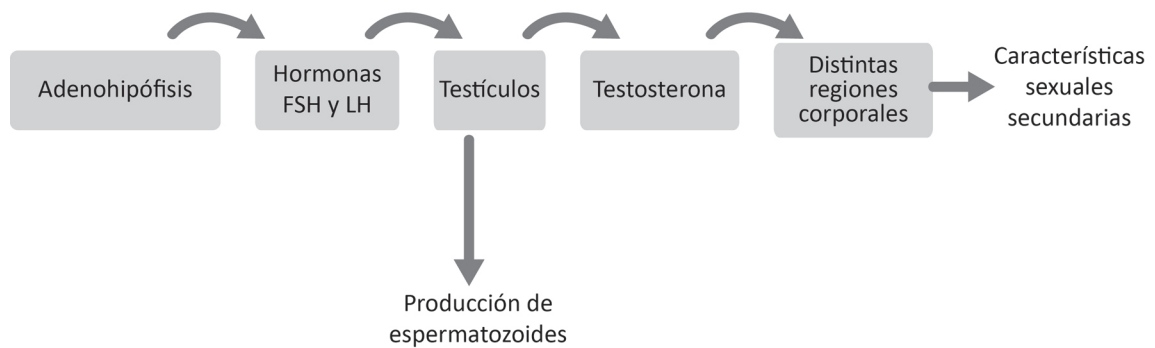 Adenohipófisis
Hormonas
FSH y LH
Testículos
Testosterona
Distintas
regiones
corporales
Características
sexuales
secundarias
Producción de
espermatozoides